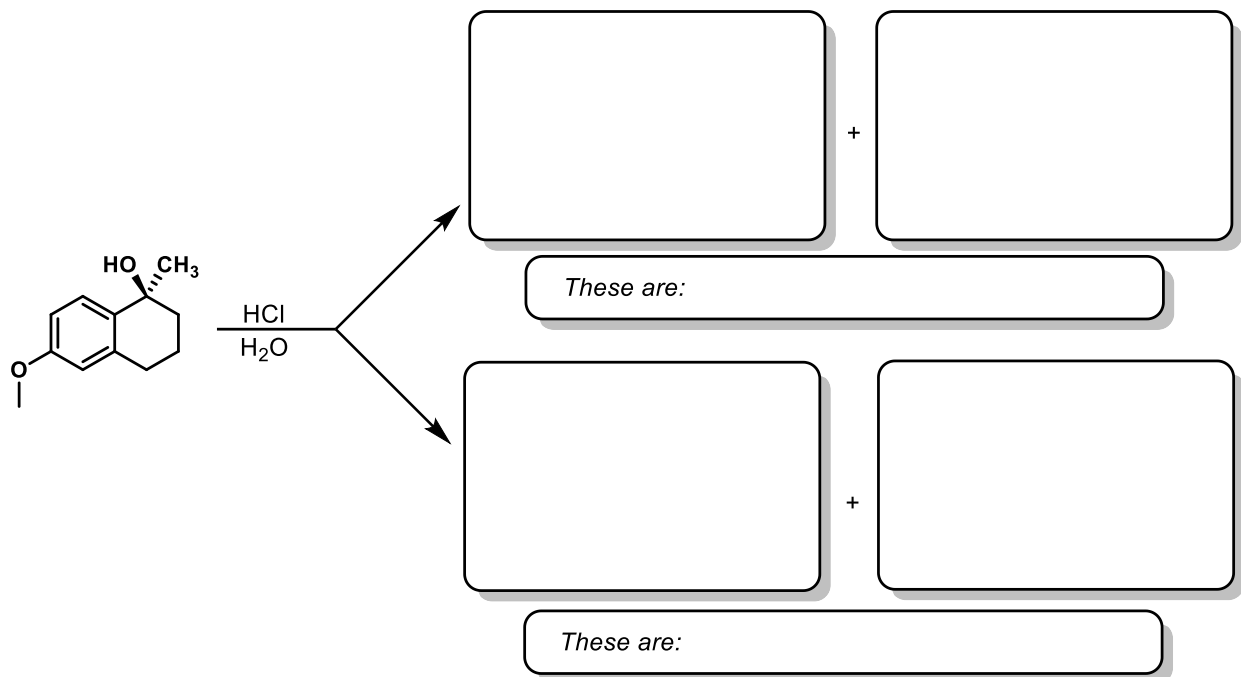 +
These are:
HO CH3
HCl
H2O
O
+
These are: